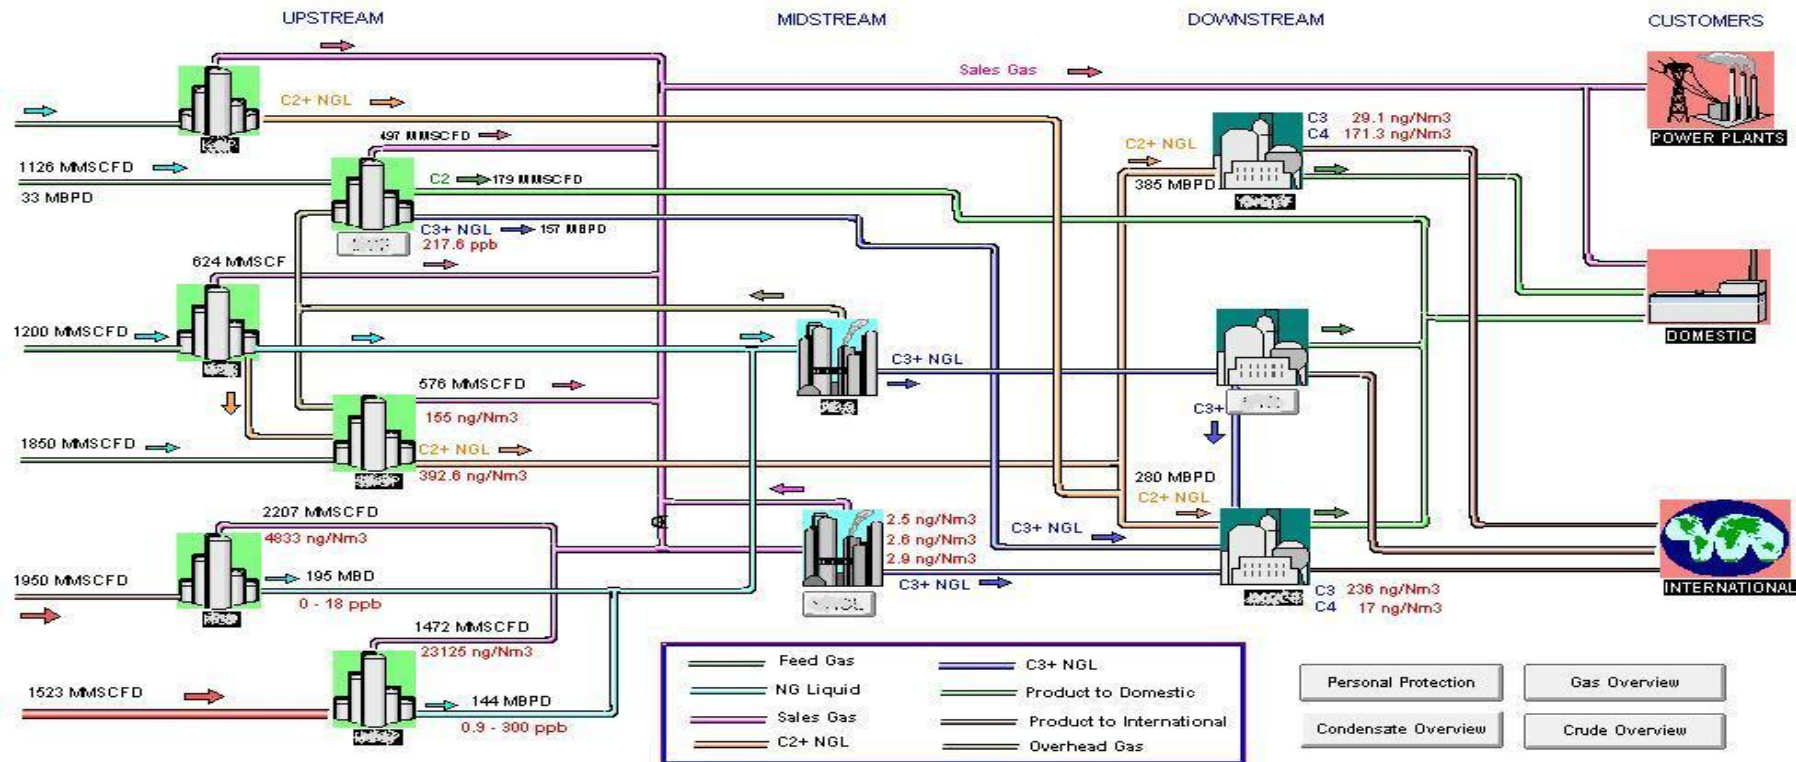 UPSTREAM
MIDSTREAM
DOWNSTREAM
CUSTOMERS
Sales Gas
C2+ NGL
POWER PLANTS
497 MMSCFD
C3 29.1 ng/Nm3
C4 171.3 ng/Nm3
C2+ NGL
385 MBPD
1126 MMSCFD
33 MBPD
C2 179 MMSCFD
C3+ NGL 157 MBPD
217.6 ppb
624 MMSCF
1200 MMSCFD
DOMESTIC
C3+ NGL
576 MMSCFD
155 ng/Nm3
C3+
1850 MMSCFD
C2+ NGL
392.6 ng/Nm3
280 MBPD
C2+ NGL
2207 MMSCFD
4833 ng/Nm3
2.5 ng/Nm3
2.6 ng/Nm3
2.9 ng/Nm3
C3+ NGL
C3+ NGL
1950 MMSCFD
195 MBD
0 - 18 ppb
C3 236 ng/Nm3
C4 17 ng/Nm3
INTERNATIONAL
1472 MMSCFD
23125 ng/Nm3
1523 MMSCFD
144 MBPD
0.9 - 300 ppb
Feed Gas
NG Liquid
Sales Gas
C2+ NGL
C3+ NGL
Product to Domestic
Product to International
Overhead Gas
Personal Protection
Gas Overview
Condensate Overview
Crude Overview